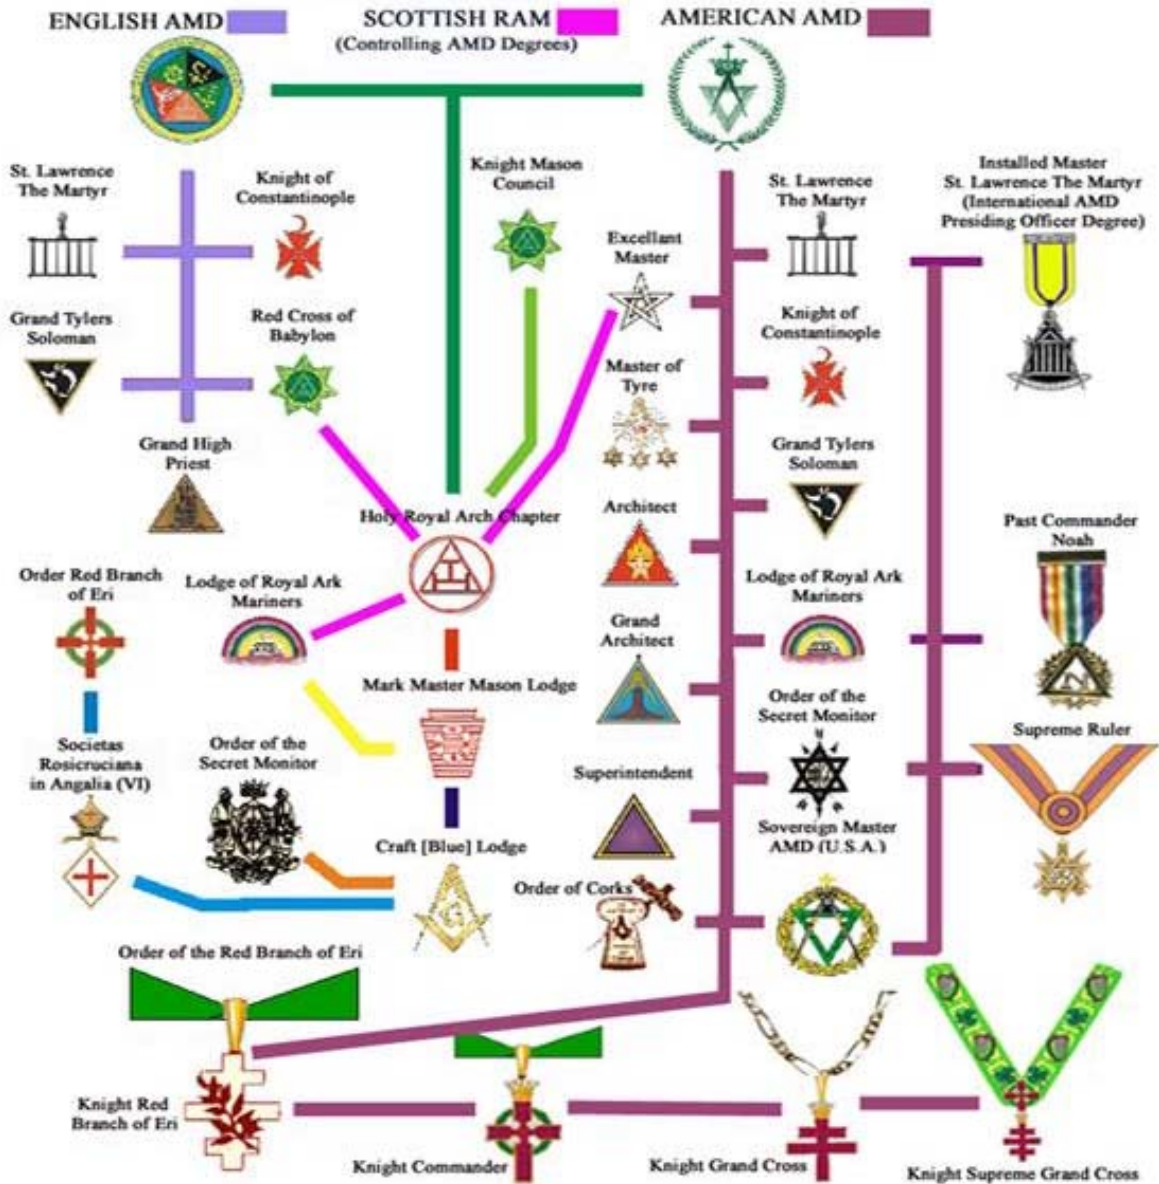 ENGLISH AMD
SCOTTISH RAM
(Controlling AMD Degrees)
AMERICAN AMD
St. Lawrence
The Martyr
Knight of
Constantinople
Knight Mason
Council
Excellant
Master
St. Lawrence
The Martyr
Installed Master
St. Lawrence The Martyr
(International AMD
Presiding Officer Degree)
Grand Tylers
Soloman
Red Cross of
Babylon
Master of
Tyre
Knight of
Constantinople
Grand High
Priest
Grand Tylers
Soloman
Holy Royal Arch Chapter
Architect
Past Commander
Noah
Order Red Branch
of Eri
Lodge of Royal Ark
Mariners
Lodge of Royal Ark
Mariners
Grand
Architect
N
Mark Master Mason Lodge
Order of the
Secret Monitor
Supreme Ruler
Societas
Rosicruciana
in Angalia (VI)
Order of the
Secret Monitor
Superintendent
Craft [Blue] Lodge
G
Sovereign Master
AMD (U.S.A.)
Order of Corks
Order of the Red Branch of Eri
Knight Red
Branch of Eri
Knight Commander
Knight Grand Cross
Knight Supreme Grand Cross